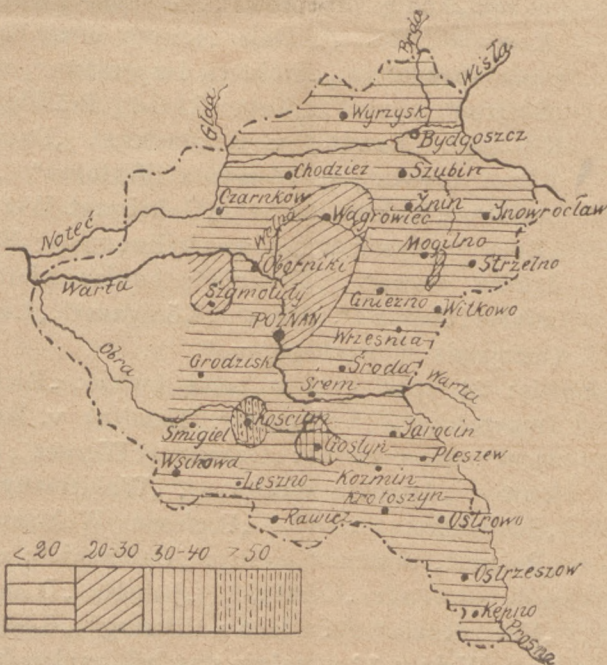 Brda
Wisła
Głda
Wyrzysk
Bydgoszcz
Chodzież
Szubin
Czarnków
Żnin
Wełna
Wągrowiec
Inowrocław
Noteć
Mogilno
Oborniki
Strzelno
Warta
Szamotuły
Gniezno
Witkowo
POZNAŃ
Września
Obra
Grodzisk
Środa
Śrem
Warta
Kościan
Śmigiel
Gostyń
Jarocin
Pleszew
Wschowa
Leszno
Koźmin
Krotoszyn
Rawicz
Ostrowo
< 20 20-30 30-40 > 50
Ostrzeszów
Kępno
Prosna